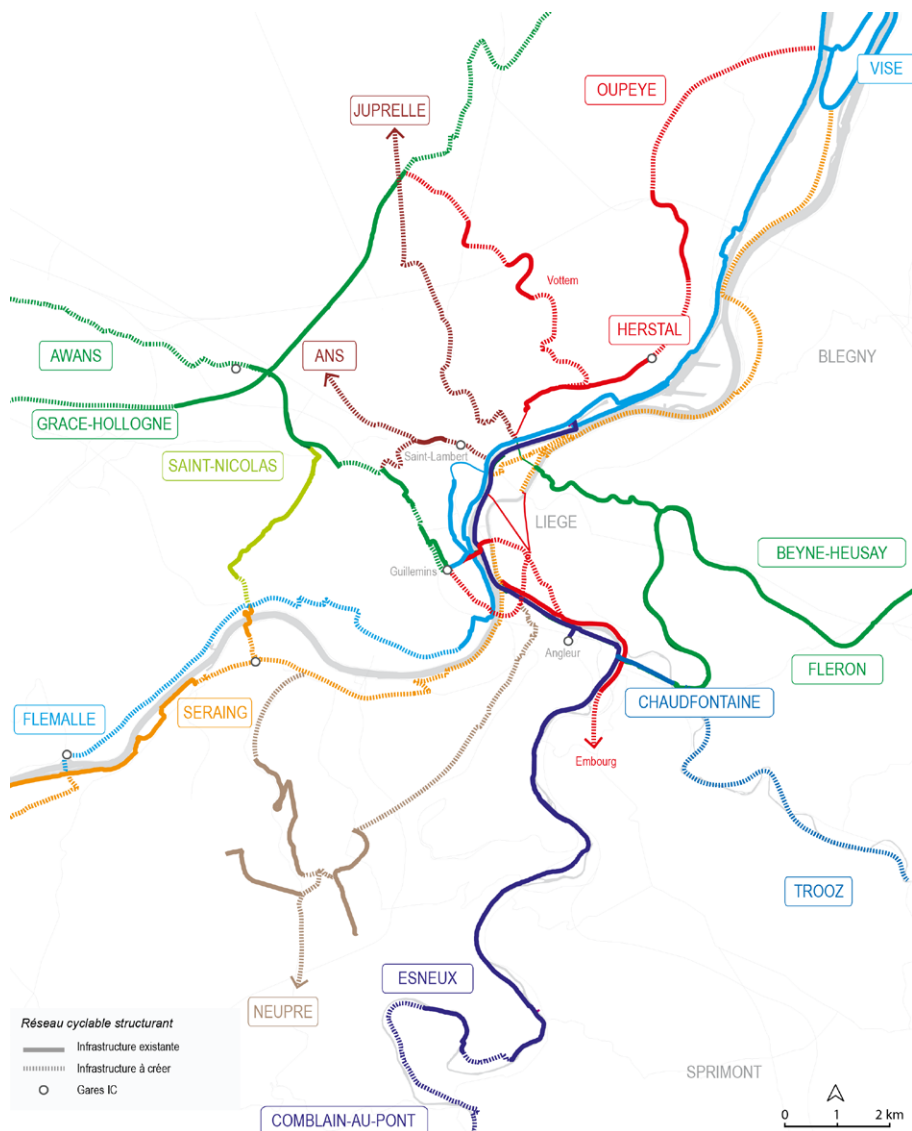 VISE
OUPEYE
JUPRELLE
Vottem
HERSTAL
BLEGNY
AWANS
ANS
GRACE-HOLLOGNE
Saint-Lambert
SAINT-NICOLAS
LIEGE
BEYNE-HEUSAY
Guillemins
Angleur
FLERON
CHAUDFONTAINE
FLEMALLE
SERAING
Embourg
TROOZ
ESNEUX
NEUPRE
Réseau cyclable structurant
Infrastructure existante
Infrastructure à créer
Gares IC
SPRIMONT
COMBLAIN-AU-PONT
0 1 2 km